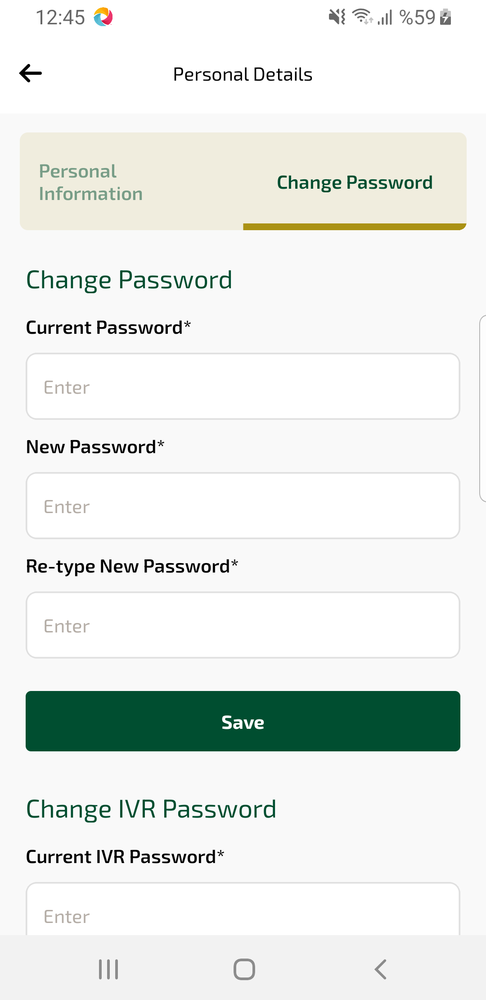 12:45 %59
Personal Details
Personal
Information
Change Password
Change Password
Current Password*
Enter
New Password*
Enter
Re-type New Password*
Enter
Save
Change IVR Password
Current IVR Password*
Enter